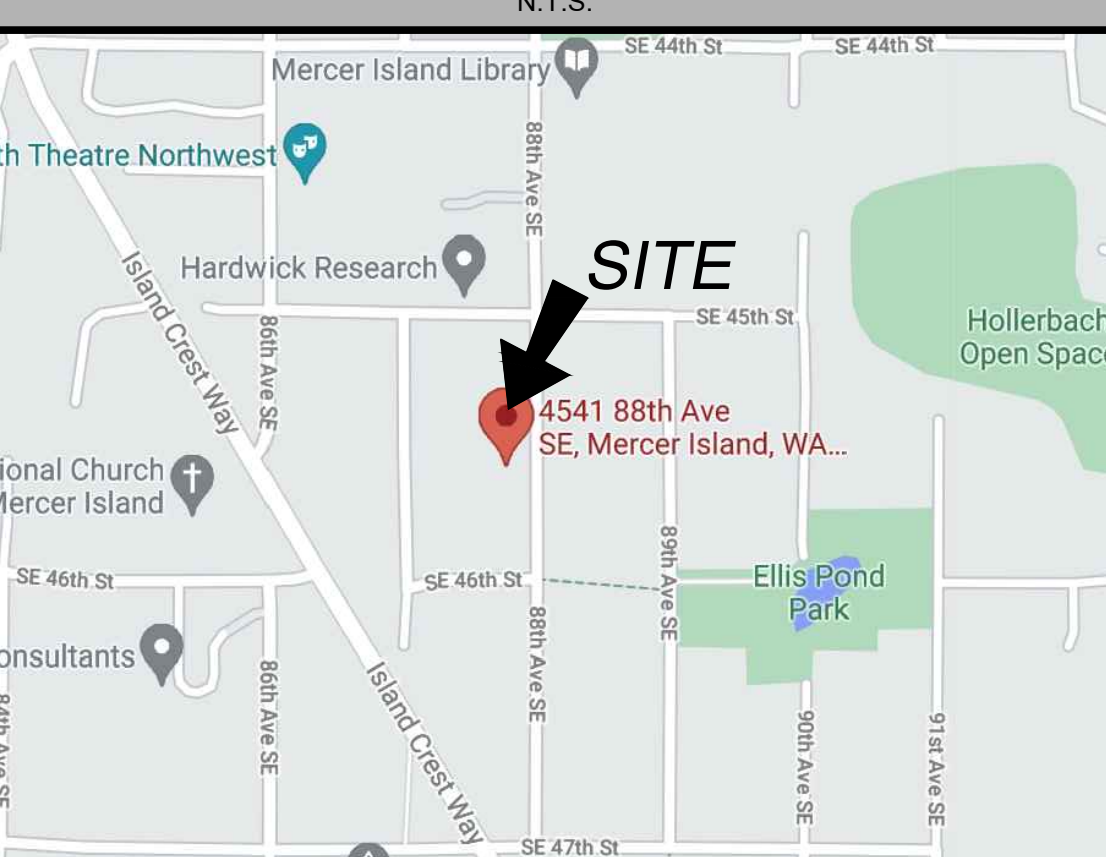 N.T.S.
SE 44th St
SE 44th St
Mercer Island Library
88th Ave SE
th Theatre Northwest
SITE
Hardwick Research
Island Crest Way
86th Ave SE
SE 45th St
Hollerbach
Open Spac
4541 88th Ave
SE, Mercer Island, WA...
ional Church
Mercer Island
89th Ave SE
SE 46th St
SE 46th St
Ellis Pond
Park
88th Ave SE
onsultants
86th Ave SE
Island Crest Way
84th Ave SE
90th Ave SE
91st Ave SE
SE 47th St